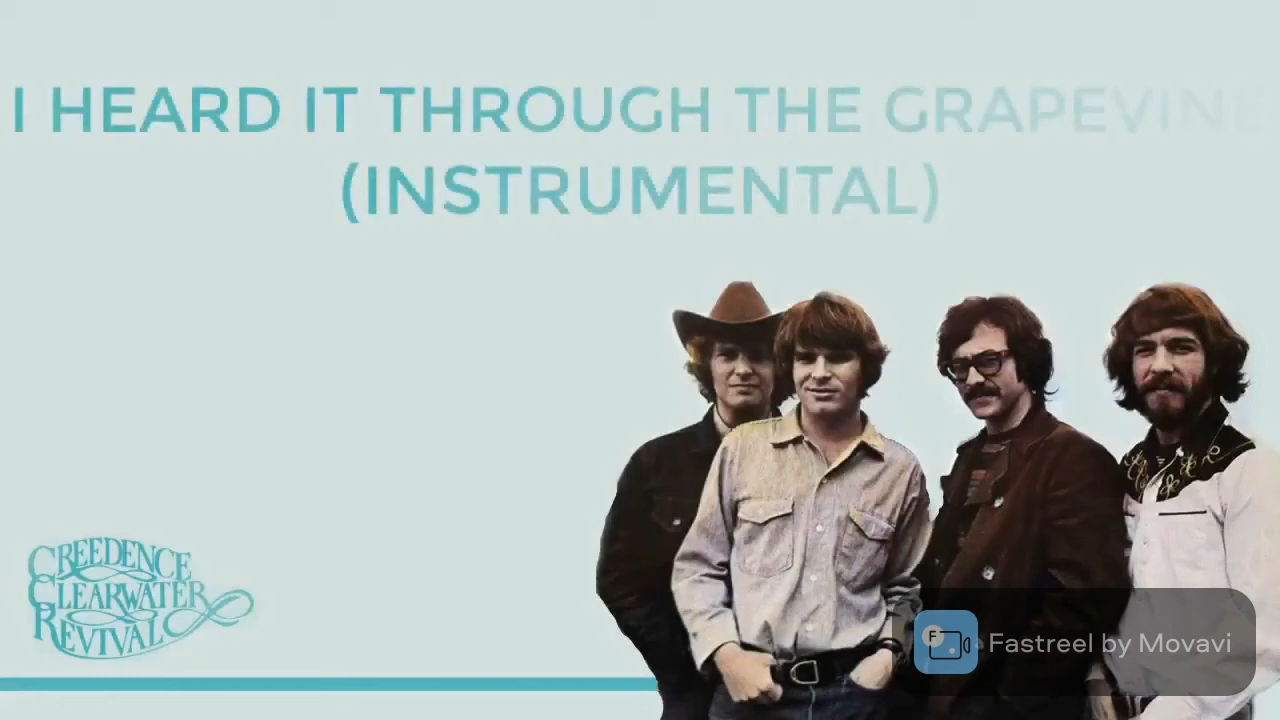 I HEARD IT THROUGH THE GRAPEVINE
(INSTRUMENTAL)
CREEDENCE
CLEARWATER
REVIVAL
F
Fastreel by Movavi